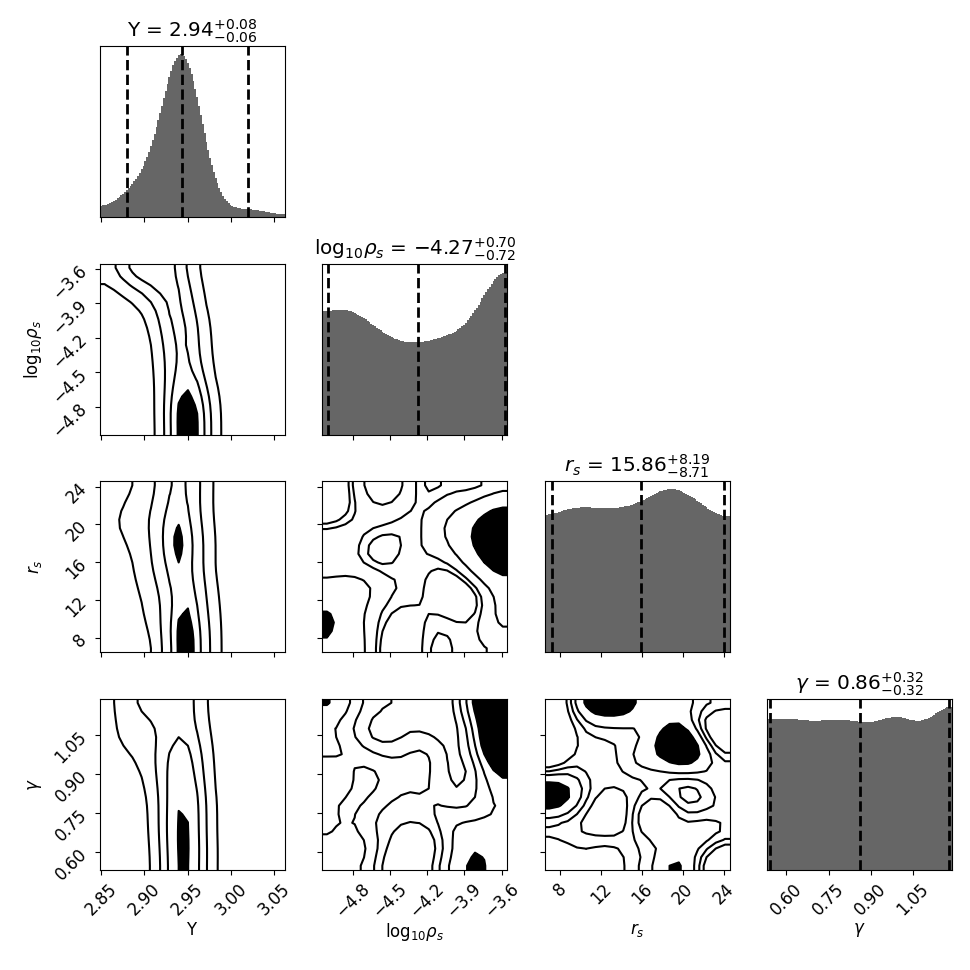 Y = 2.94^{+0.08}_{-0.06}
log₁₀ρₛ = −4.27^{+0.70}_{-0.72}
−3.6
−3.9
−4.2
−4.5
−4.8
log₁₀ρₛ
rₛ = 15.86^{+8.19}_{-8.71}
24
20
16
12
8
rₛ
γ = 0.86^{+0.32}_{-0.32}
1.05
0.90
0.75
0.60
γ
2.85 2.90 2.95 3.00 3.05
Y
−4.8 −4.5 −4.2 −3.9 −3.6
log₁₀ρₛ
8 12 16 20 24
rₛ
0.60 0.75 0.90 1.05
γ